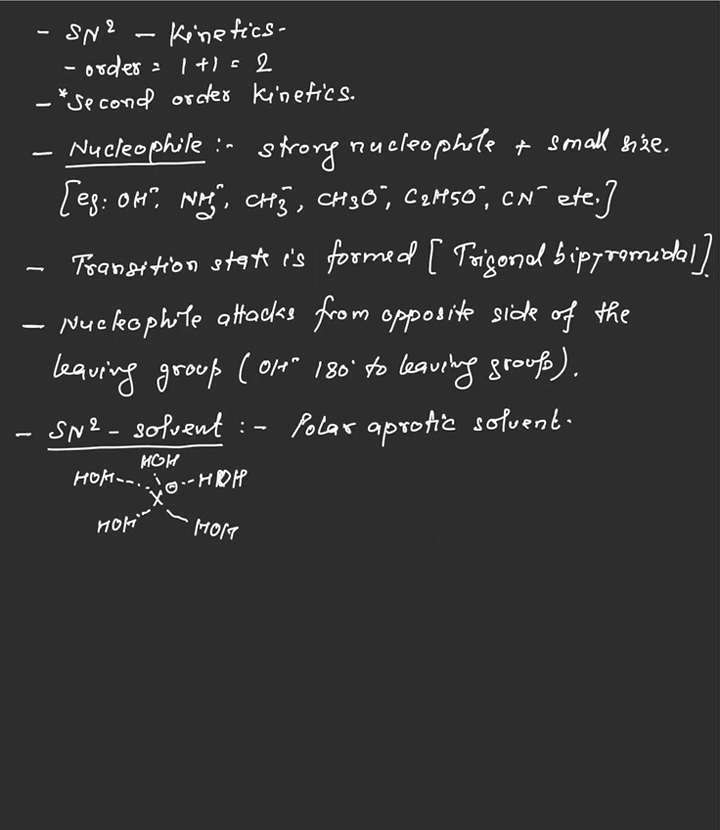 - SN² - Kinetics-
- order = 1+1 = 2
- *Second order kinetics.
- Nucleophile :- strong nucleophile + small size.
[eg: OH⁻, NH₂⁻, CH₃⁻, CH3O⁻, C2H5O⁻, CN⁻ etc.]
- Transition state is formed [Trigonal bipyramidal].
- Nucleophile attacks from opposite side of the
leaving group (OH⁻ 180° to leaving group).
- SN² - solvent :- Polar aprotic solvent.
HOH
HOH---- X⊖---HOH
HOH HOH